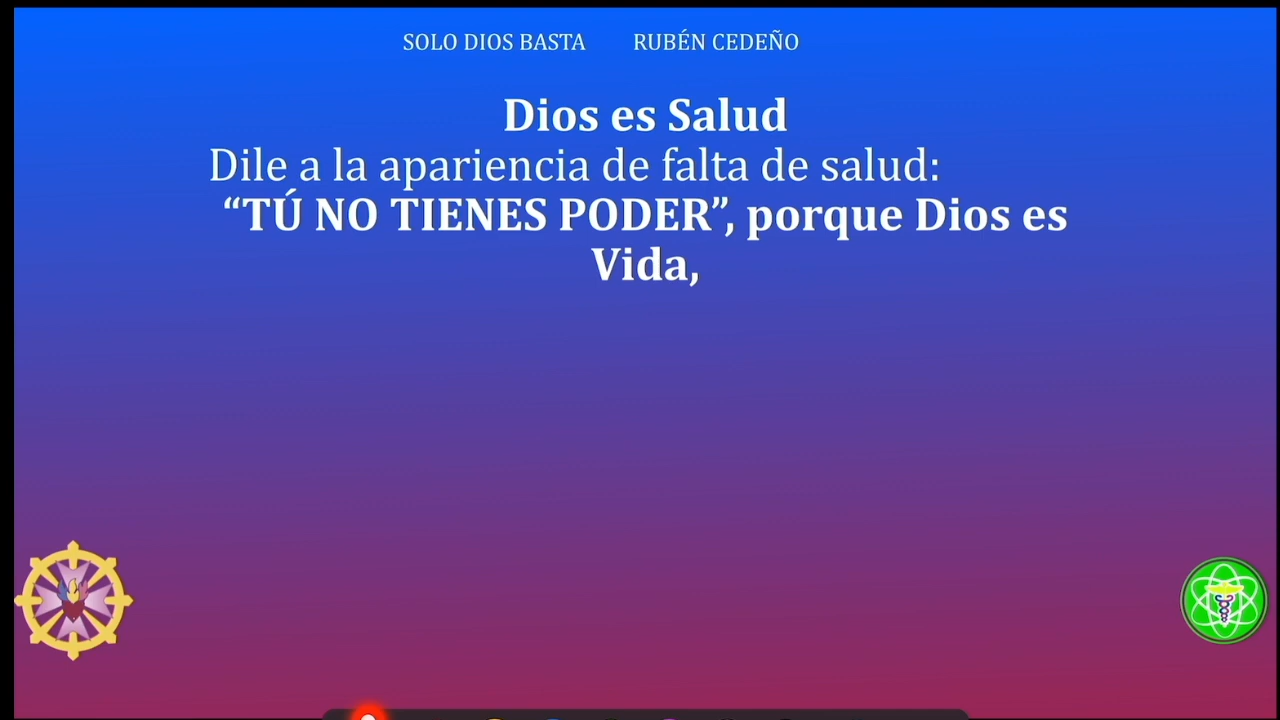 SOLO DIOS BASTA RUBÉN CEDEÑO
Dios es Salud
Dile a la apariencia de falta de salud:
“TÚ NO TIENES PODER”, porque Dios es
Vida,